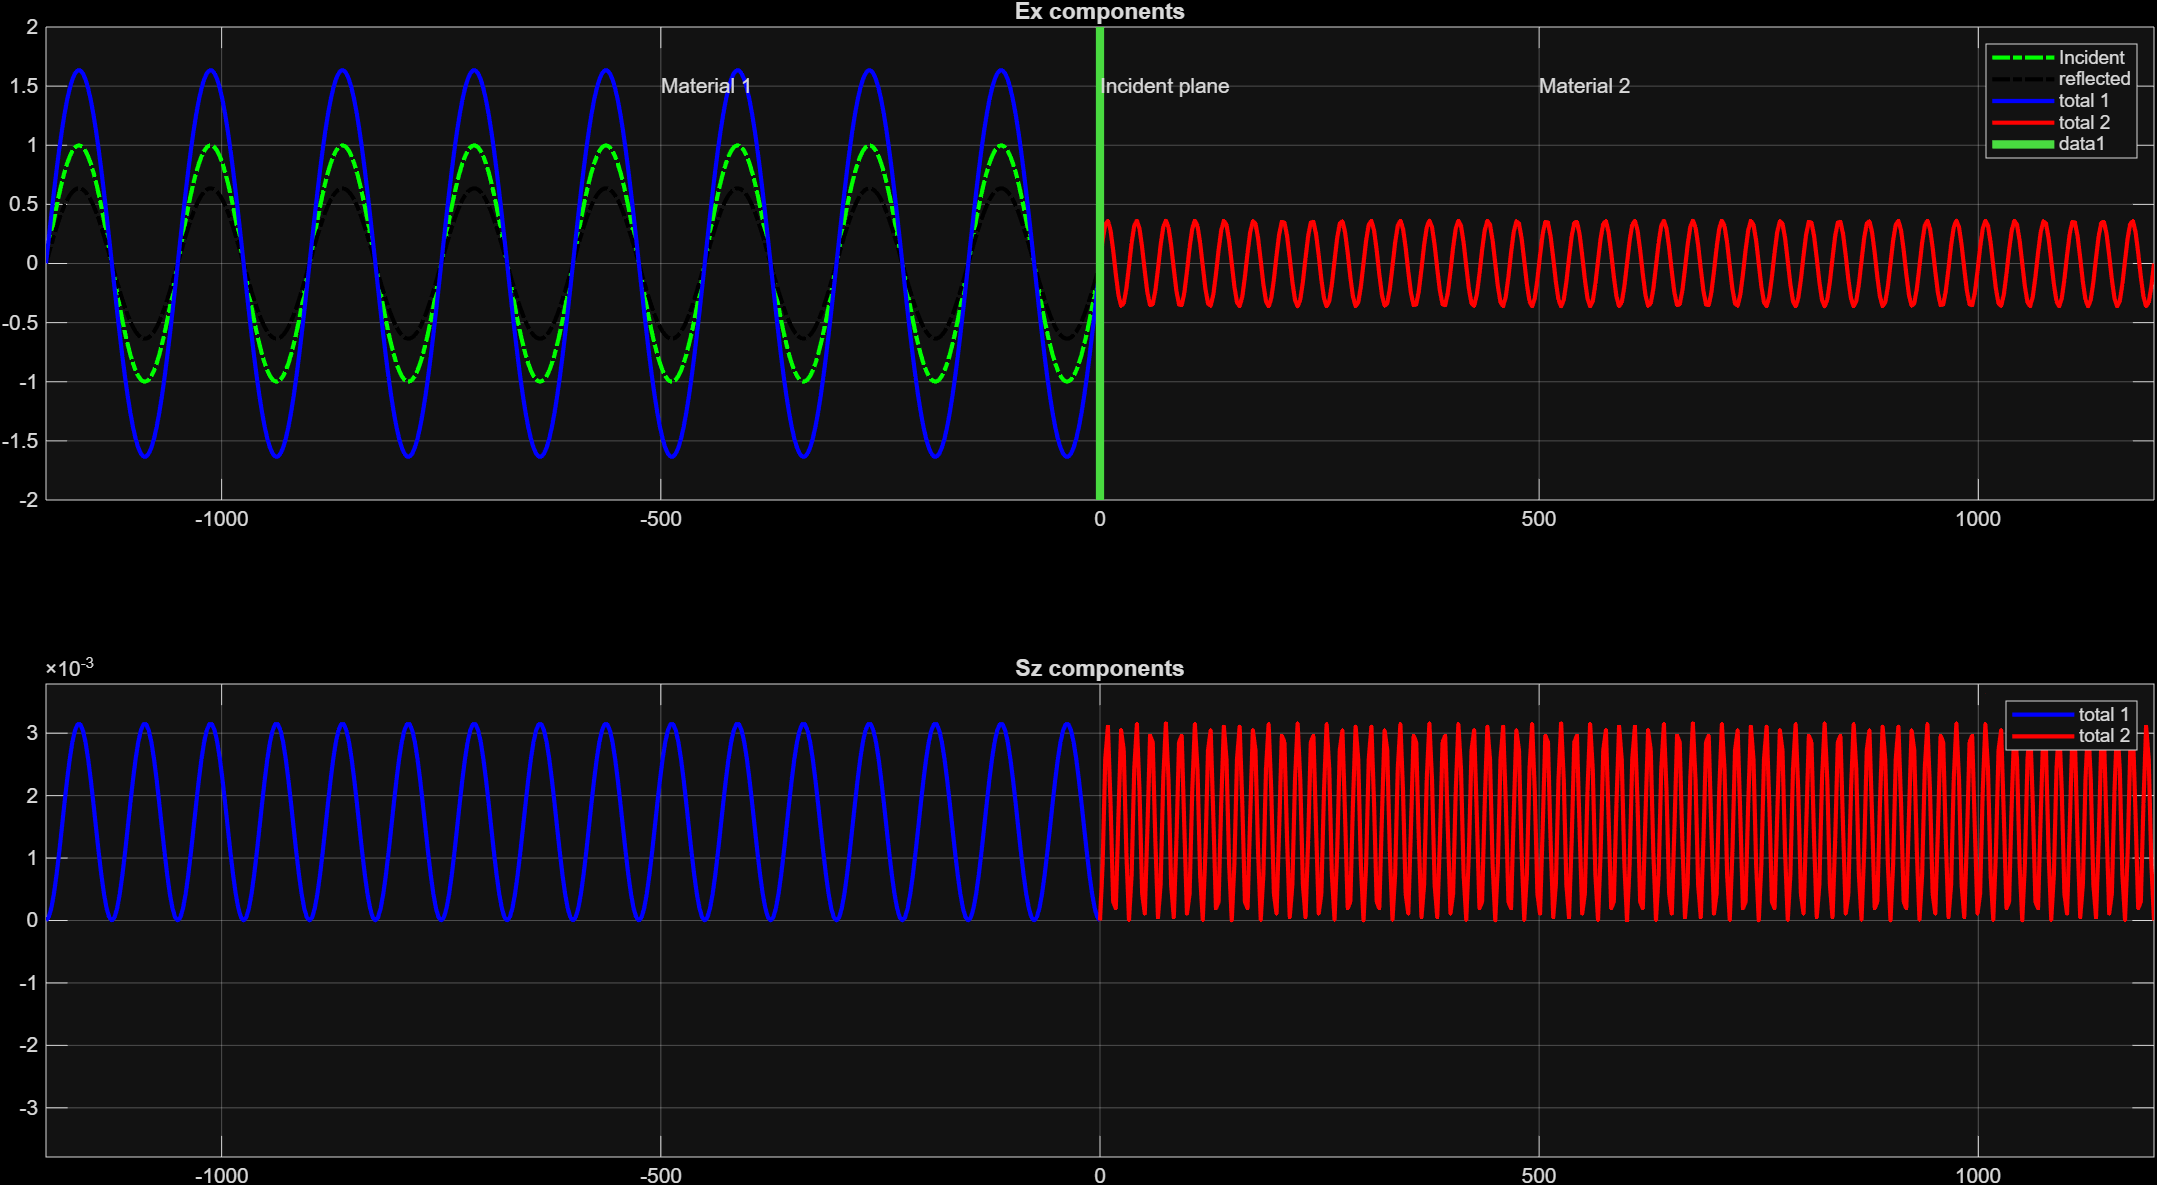 Ex components
2
1.5
1
0.5
0
-0.5
-1
-1.5
-2
Material 1
Incident plane
Material 2
Incident
reflected
total 1
total 2
data1
-1000
-500
0
500
1000
Sz components
×10-3
3
2
1
0
-1
-2
-3
total 1
total 2
-1000
-500
0
500
1000